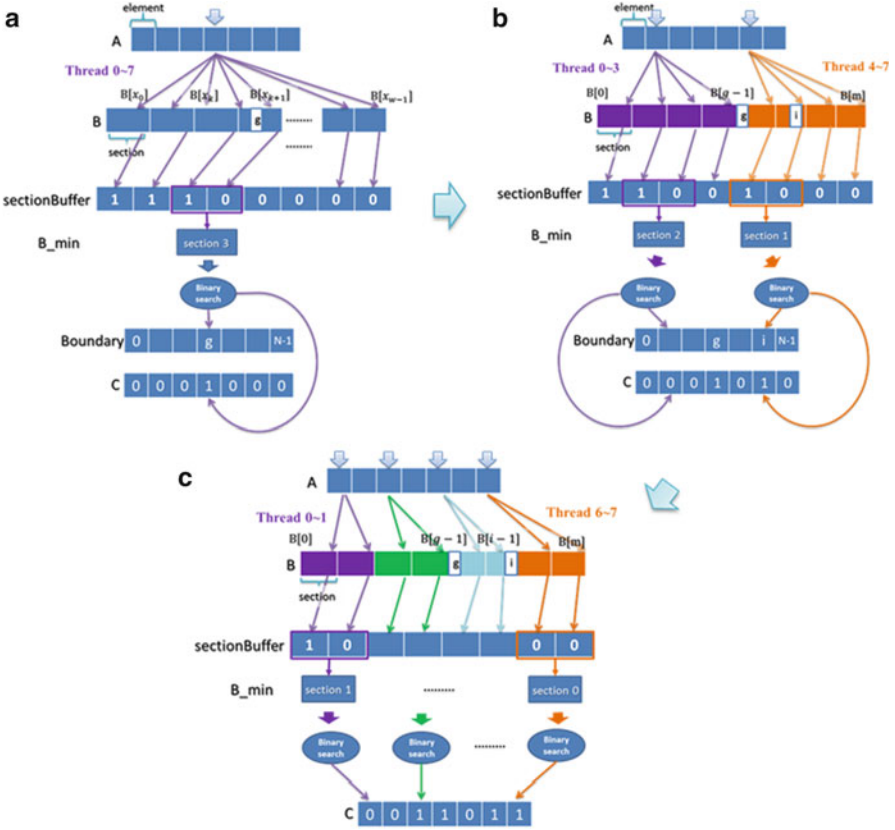 a
element
A
Thread 0~7
B[x₀] B[xₖ] B[xₖ₊₁] B[x_w₋₁]
B g ........
section ........
sectionBuffer 1 1 1 0 0 0 0 0
B_min section 3
Binary search
Boundary 0 g N-1
C 0 0 0 1 0 0 0
b
element
A
Thread 0~3 Thread 4~7
B[0] B[g − 1] B[m]
B g i
section
sectionBuffer 1 1 0 0 1 0 0 0
B_min section 2 section 1
Binary search Binary search
Boundary 0 g i N-1
C 0 0 0 1 0 1 0
c
A
Thread 0~1 Thread 6~7
B[0] B[g − 1] B[i − 1] B[m]
B g i
section
sectionBuffer 1 0 0 0
B_min section 1 ......... section 0
Binary search Binary search ......... Binary search
C 0 0 1 1 0 1 1